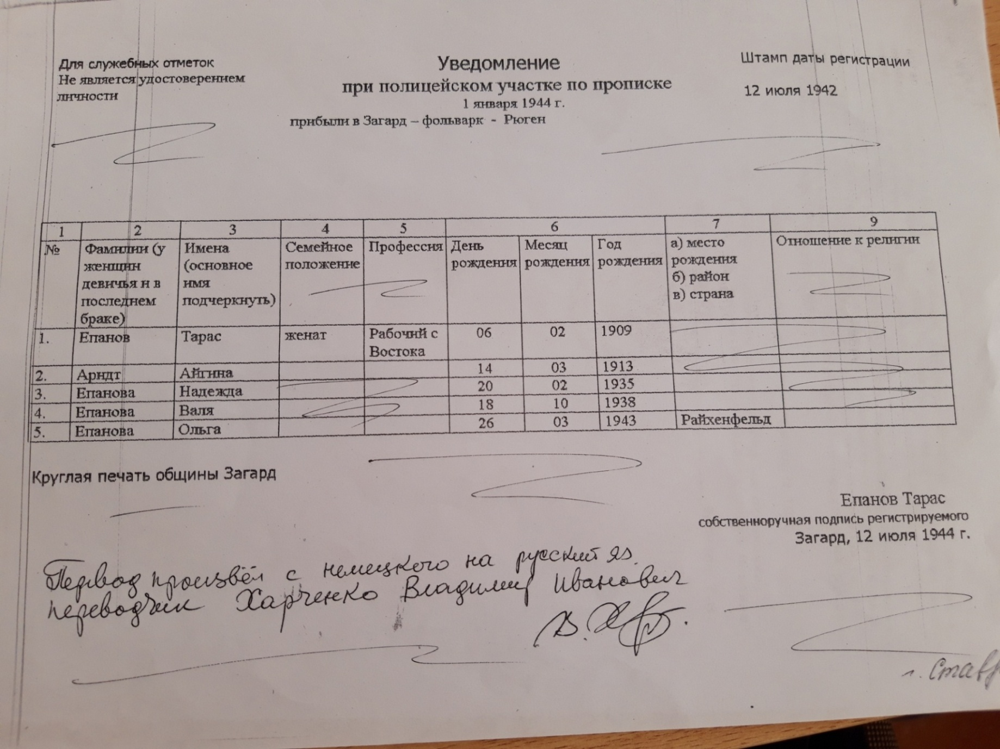 Для служебных отметок
Не является удостоверением
личности
Уведомление
при полицейском участке по прописке
1 января 1944 г.
прибыли в Загард – фольварк - Рюген
Штамп даты регистрации
12 июля 1942
1 2 3 4 5 6 7 9
№ Фамилии (у женщин девичья и в последнем браке) Имена (основное имя подчеркнуть) Семейное положение Профессия День рождения Месяц рождения Год рождения а) место рождения б) район в) страна Отношение к религии
1. Епанов Тарас женат Рабочий с Востока 06 02 1909
2. Арндт Айгина 14 03 1913
3. Епанова Надежда 20 02 1935
4. Епанова Валя 18 10 1938
5. Епанова Ольга 26 03 1943 Райхенфельд
Круглая печать общины Загард
Епанов Тарас
собственноручная подпись регистрируемого
Загард, 12 июля 1944 г.
Перевод произвёл с немецкого на русский яз.
переводчик Харченко Владимир Иванович
г. Ставр